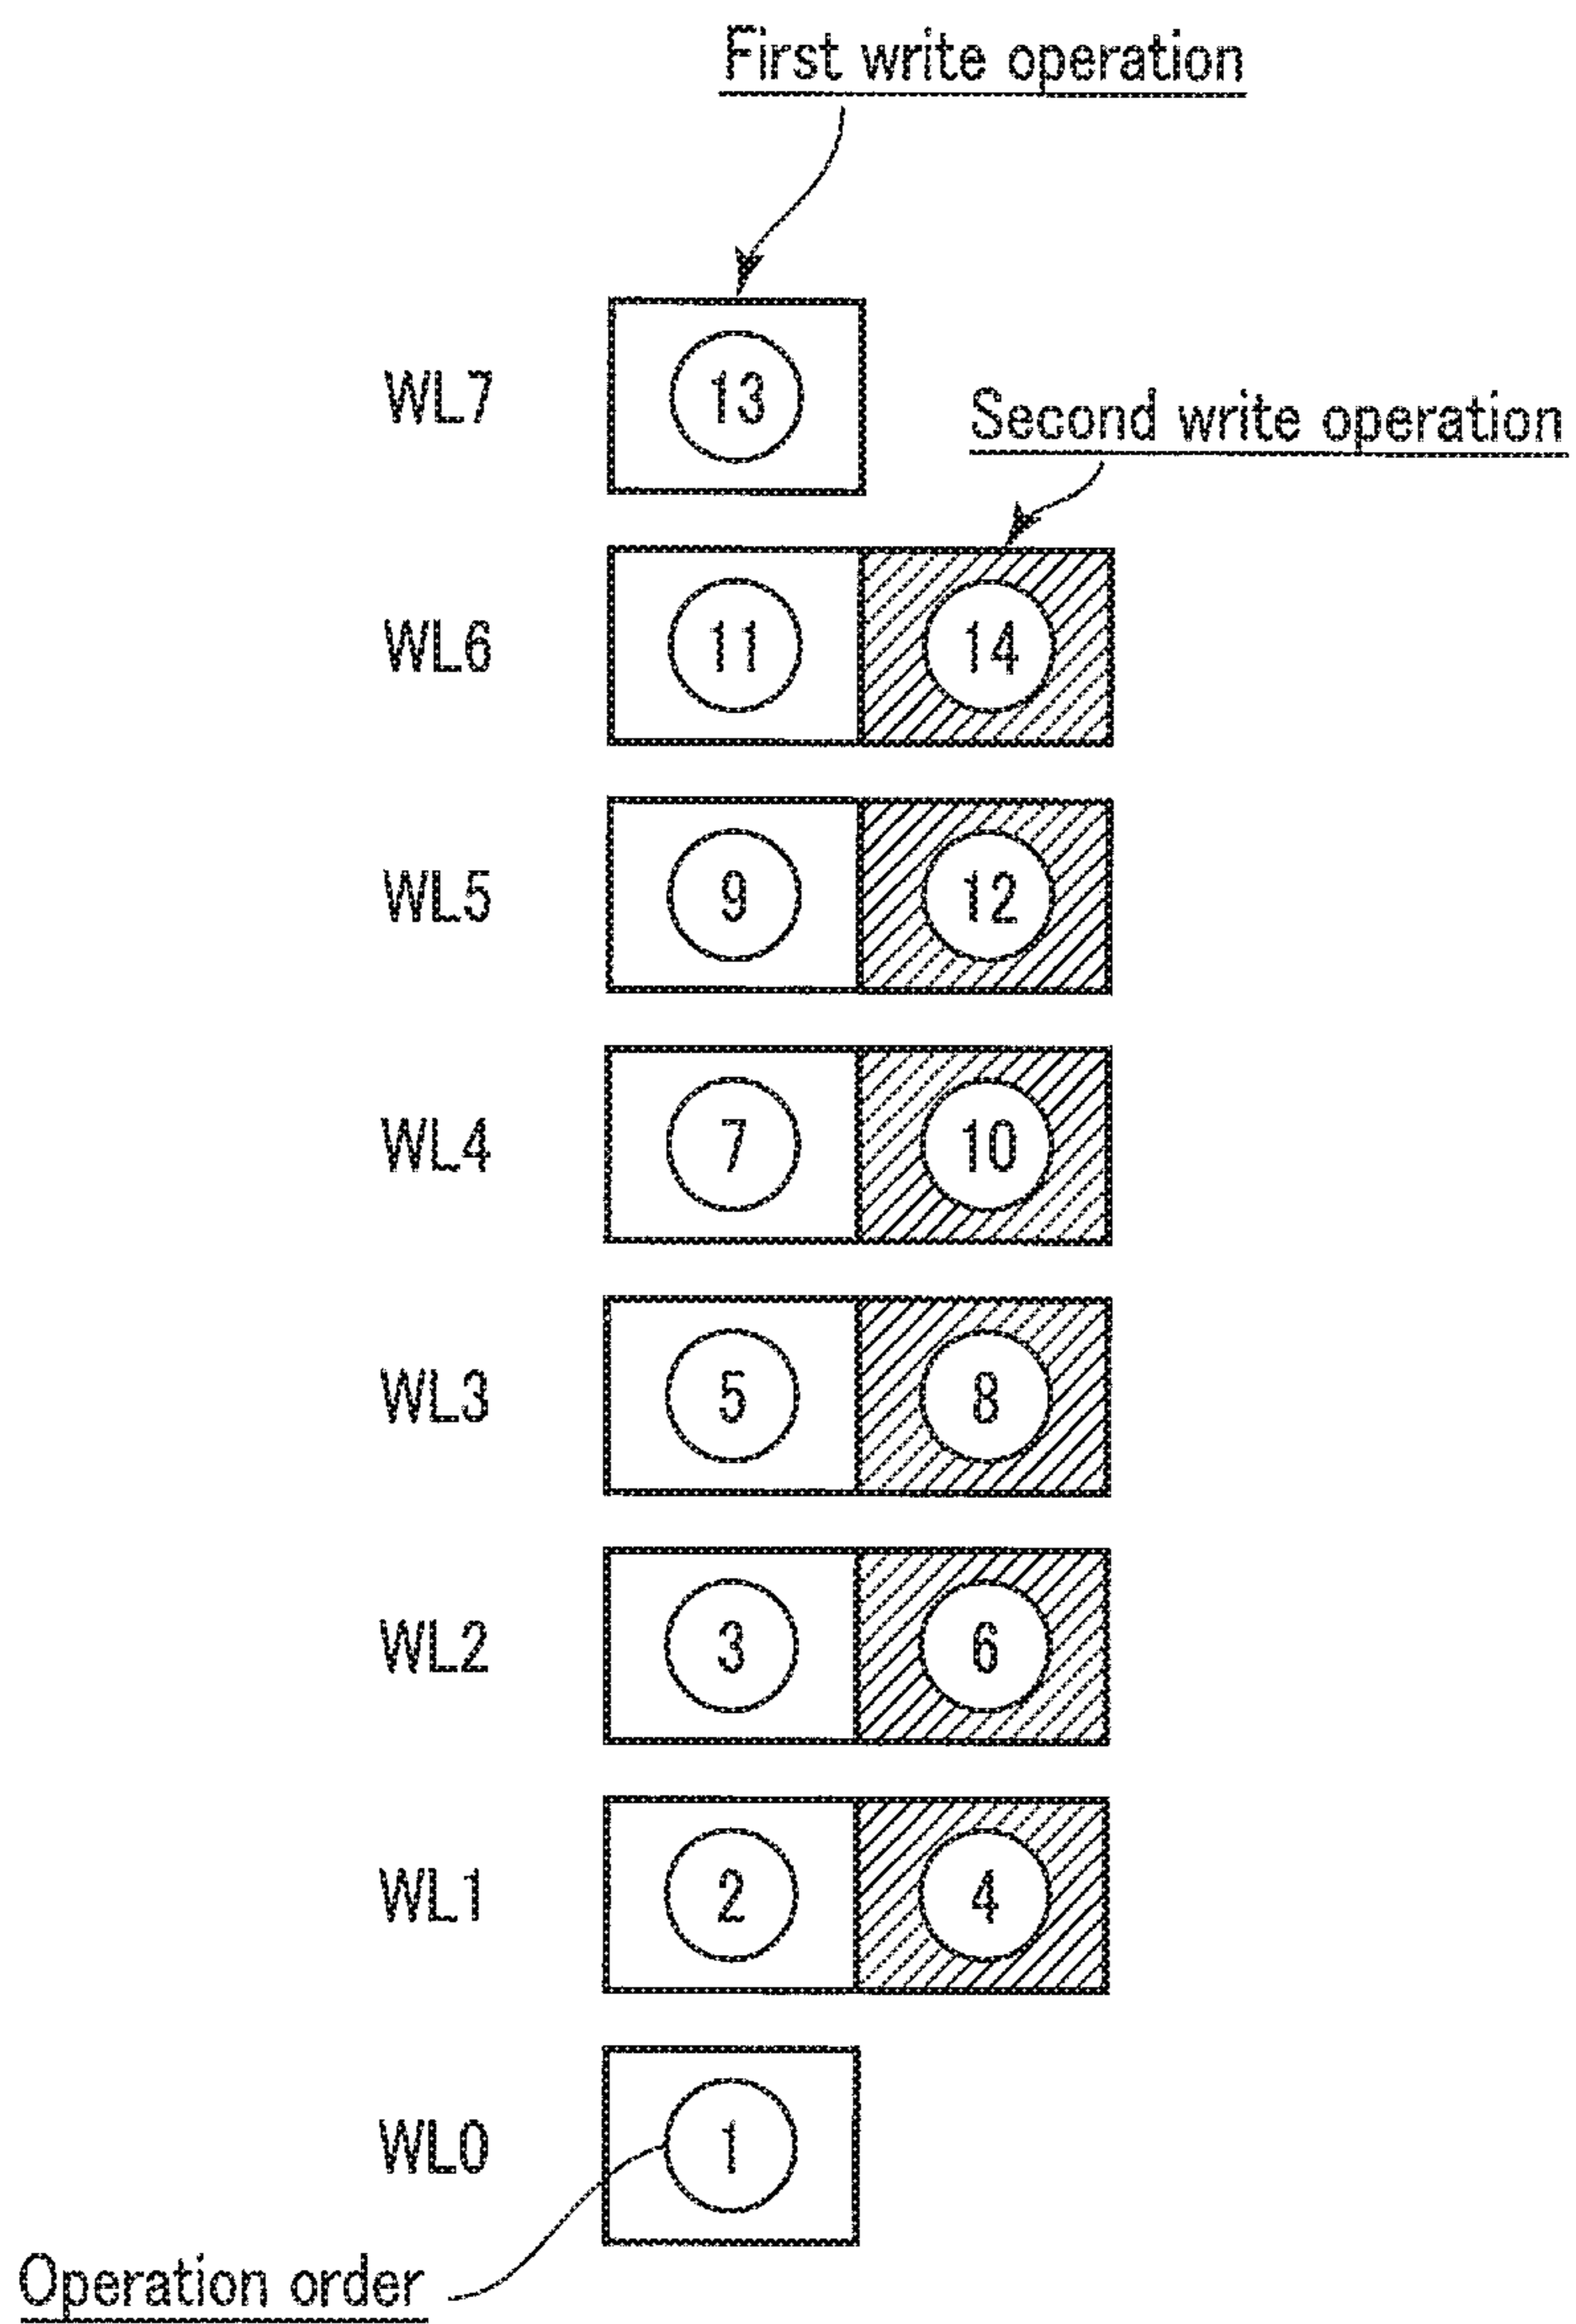 First write operation
WL7 13
Second write operation
WL6 11 14
WL5 9 12
WL4 7 10
WL3 5 8
WL2 3 6
WL1 2 4
WL0 1
Operation order